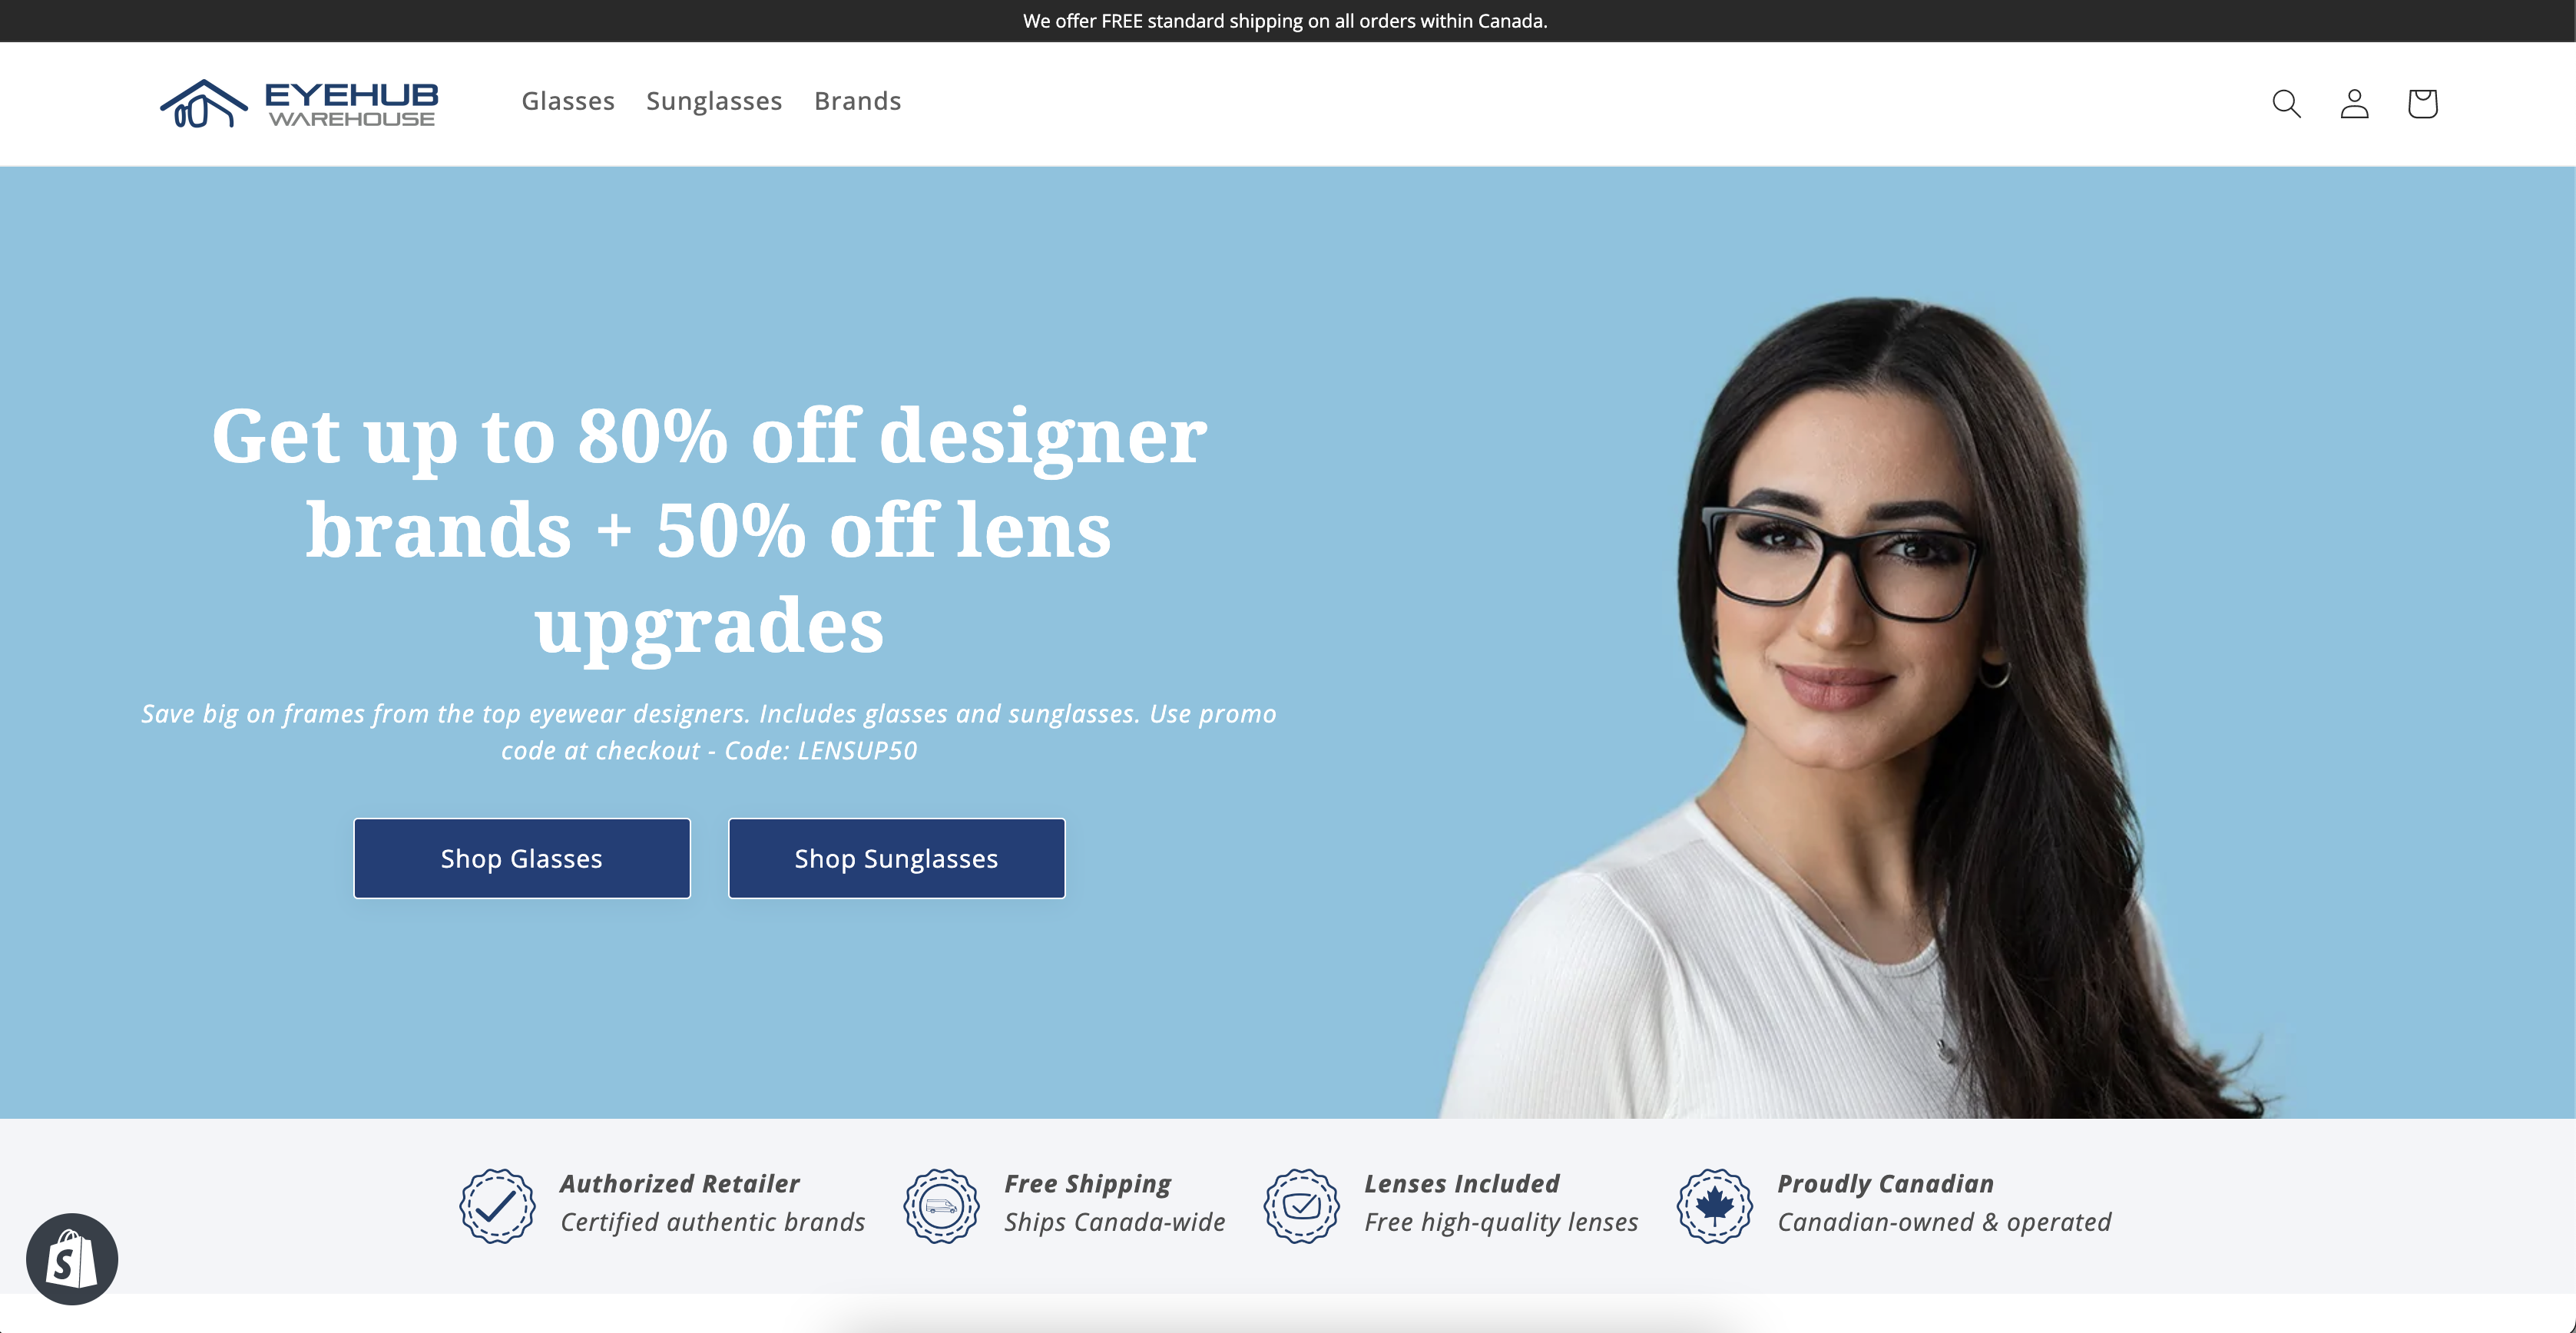 We offer FREE standard shipping on all orders within Canada.
EYEHUB
WAREHOUSE
Glasses Sunglasses Brands
Get up to 80% off designer
brands + 50% off lens
upgrades
Save big on frames from the top eyewear designers. Includes glasses and sunglasses. Use promo
code at checkout - Code: LENSUP50
Shop Glasses Shop Sunglasses
Authorized Retailer
Certified authentic brands
Free Shipping
Ships Canada-wide
Lenses Included
Free high-quality lenses
Proudly Canadian
Canadian-owned & operated
S